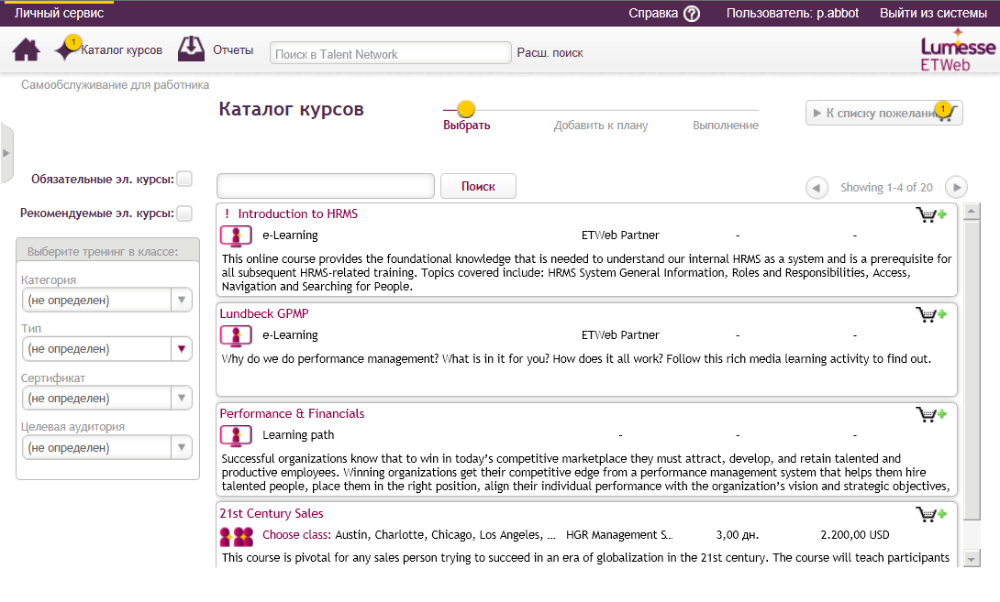 Личный сервис
Справка ?
Пользователь: p.abbot
Выйти из системы
1
Каталог курсов
Отчеты
Поиск в Talent Network
Расш. поиск
Lumesse
ETWeb
Самообслуживание для работника
Каталог курсов
Выбрать
Добавить к плану
Выполнение
К списку пожелани
1
Обязательные эл. курсы:
Поиск
Showing 1-4 of 20
Рекомендуемые эл. курсы:
Выберите тренинг в классе:
Категория
(не определен)
Тип
(не определен)
Сертификат
(не определен)
Целевая аудитория
(не определен)
! Introduction to HRMS
e-Learning ETWeb Partner - -
This online course provides the foundational knowledge that is needed to understand our internal HRMS as a system and is a prerequisite for
all subsequent HRMS-related training. Topics covered include: HRMS System General Information, Roles and Responsibilities, Access,
Navigation and Searching for People.
Lundbeck GPMP
e-Learning ETWeb Partner - -
Why do we do performance management? What is in it for you? How does it all work? Follow this rich media learning activity to find out.
Performance & Financials
Learning path - - -
Successful organizations know that to win in today’s competitive marketplace they must attract, develop, and retain talented and
productive employees. Winning organizations get their competitive edge from a performance management system that helps them hire
talented people, place them in the right position, align their individual performance with the organization’s vision and strategic objectives,
21st Century Sales
Choose class: Austin, Charlotte, Chicago, Los Angeles, ... HGR Management S... 3,00 дн. 2.200,00 USD
This course is pivotal for any sales person trying to succeed in an era of globalization in the 21st century. The course will teach participants